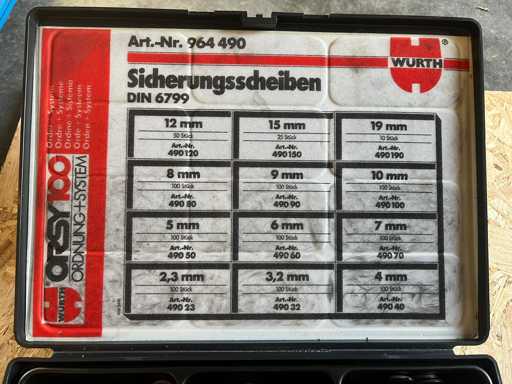 Art.-Nr. 964 490
WÜRTH
®
Sicherungsscheiben
DIN 6799
12 mm
50 Stück
Art.-Nr.
490 120
15 mm
25 Stück
Art.-Nr.
490 150
19 mm
10 Stück
Art.-Nr.
490 190
8 mm
100 Stück
Art.-Nr.
490 80
9 mm
100 Stück
Art.-Nr.
490 90
10 mm
100 Stück
Art.-Nr.
490 100
5 mm
100 Stück
Art.-Nr.
490 50
6 mm
100 Stück
Art.-Nr.
490 60
7 mm
100 Stück
Art.-Nr.
490 70
2,3 mm
100 Stück
Art.-Nr.
490 23
3,2 mm
100 Stück
Art.-Nr.
490 32
4 mm
100 Stück
Art.-Nr.
490 40
WÜRTH
ORSY100
ORDNUNG+SYSTEM